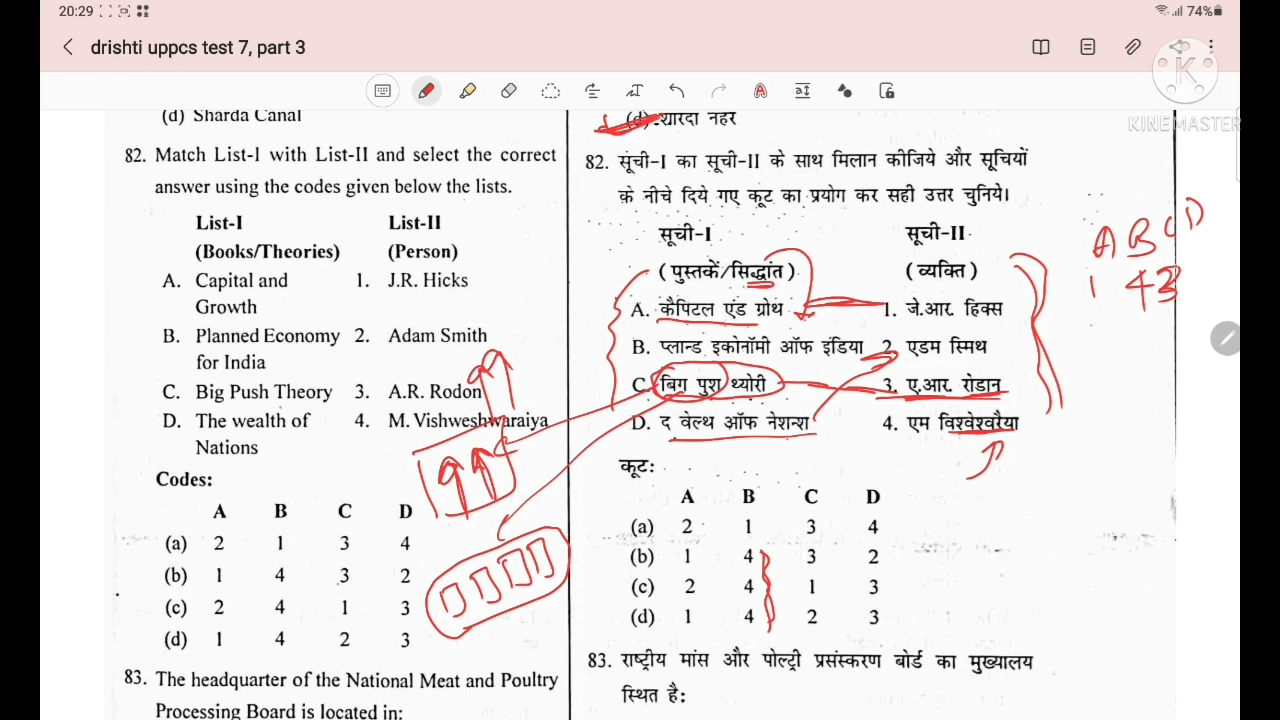 20:29
74%
drishti uppcs test 7, part 3
KINEMASTER
(d) Sharda Canal
82. Match List-I with List-II and select the correct
answer using the codes given below the lists.
List-I List-II
(Books/Theories) (Person)
A. Capital and 1. J.R. Hicks
Growth
B. Planned Economy 2. Adam Smith
for India
C. Big Push Theory 3. A.R. Rodon
D. The wealth of 4. M. Vishweshwaraiya
Nations
Codes:
A B C D
(a) 2 1 3 4
(b) 1 4 3 2
(c) 2 4 1 3
(d) 1 4 2 3
83. The headquarter of the National Meat and Poultry
Processing Board is located in:
(d) शारदा नहर
82. सूची-I का सूची-II के साथ मिलान कीजिये और सूचियों
के नीचे दिये गए कूट का प्रयोग कर सही उत्तर चुनिये।
सूची-I सूची-II
(पुस्तकें/सिद्धांत) (व्यक्ति)
A. कैपिटल एंड ग्रोथ 1. जे.आर. हिक्स
B. प्लान्ड इकोनॉमी ऑफ इंडिया 2. एडम स्मिथ
C. बिग पुश थ्योरी 3. ए.आर. रोडान
D. द वेल्थ ऑफ नेशन्श 4. एम विश्वेश्वरैया
कूट:
A B C D
(a) 2 1 3 4
(b) 1 4 3 2
(c) 2 4 1 3
(d) 1 4 2 3
83. राष्ट्रीय मांस और पोल्ट्री प्रसंस्करण बोर्ड का मुख्यालय
स्थित है:
A B C D
1 4 3